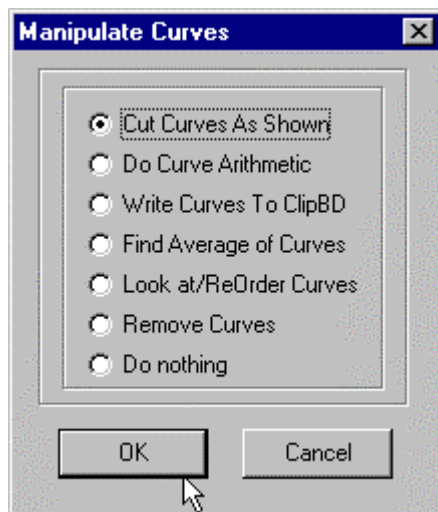 Manipulate Curves
Cut Curves As Shown
Do Curve Arithmetic
Write Curves To ClipBD
Find Average of Curves
Look at/ReOrder Curves
Remove Curves
Do nothing
OK
Cancel